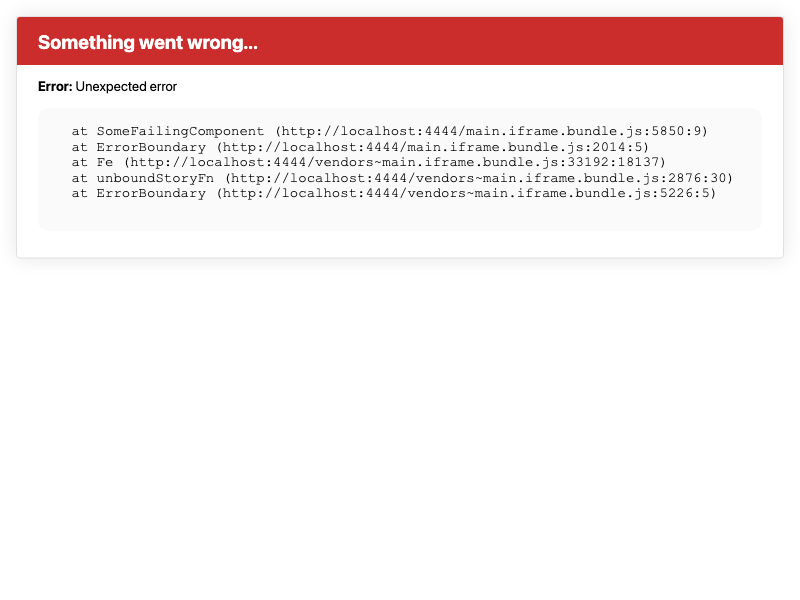 Something went wrong...
Error: Unexpected error
at SomeFailingComponent (http://localhost:4444/main.iframe.bundle.js:5850:9)
at ErrorBoundary (http://localhost:4444/main.iframe.bundle.js:2014:5)
at Fe (http://localhost:4444/vendors~main.iframe.bundle.js:33192:18137)
at unboundStoryFn (http://localhost:4444/vendors~main.iframe.bundle.js:2876:30)
at ErrorBoundary (http://localhost:4444/vendors~main.iframe.bundle.js:5226:5)